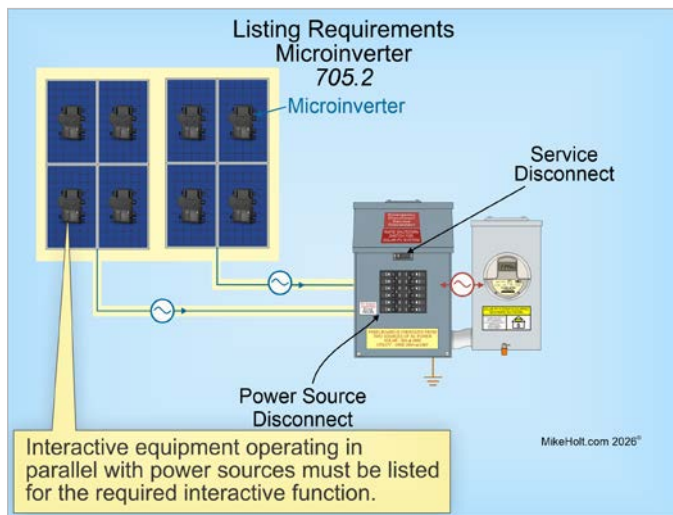 Listing Requirements
Microinverter
705.2
Microinverter
Service
Disconnect
Power Source
Disconnect
Interactive equipment operating in
parallel with power sources must be listed
for the required interactive function.
MikeHolt.com 2026©